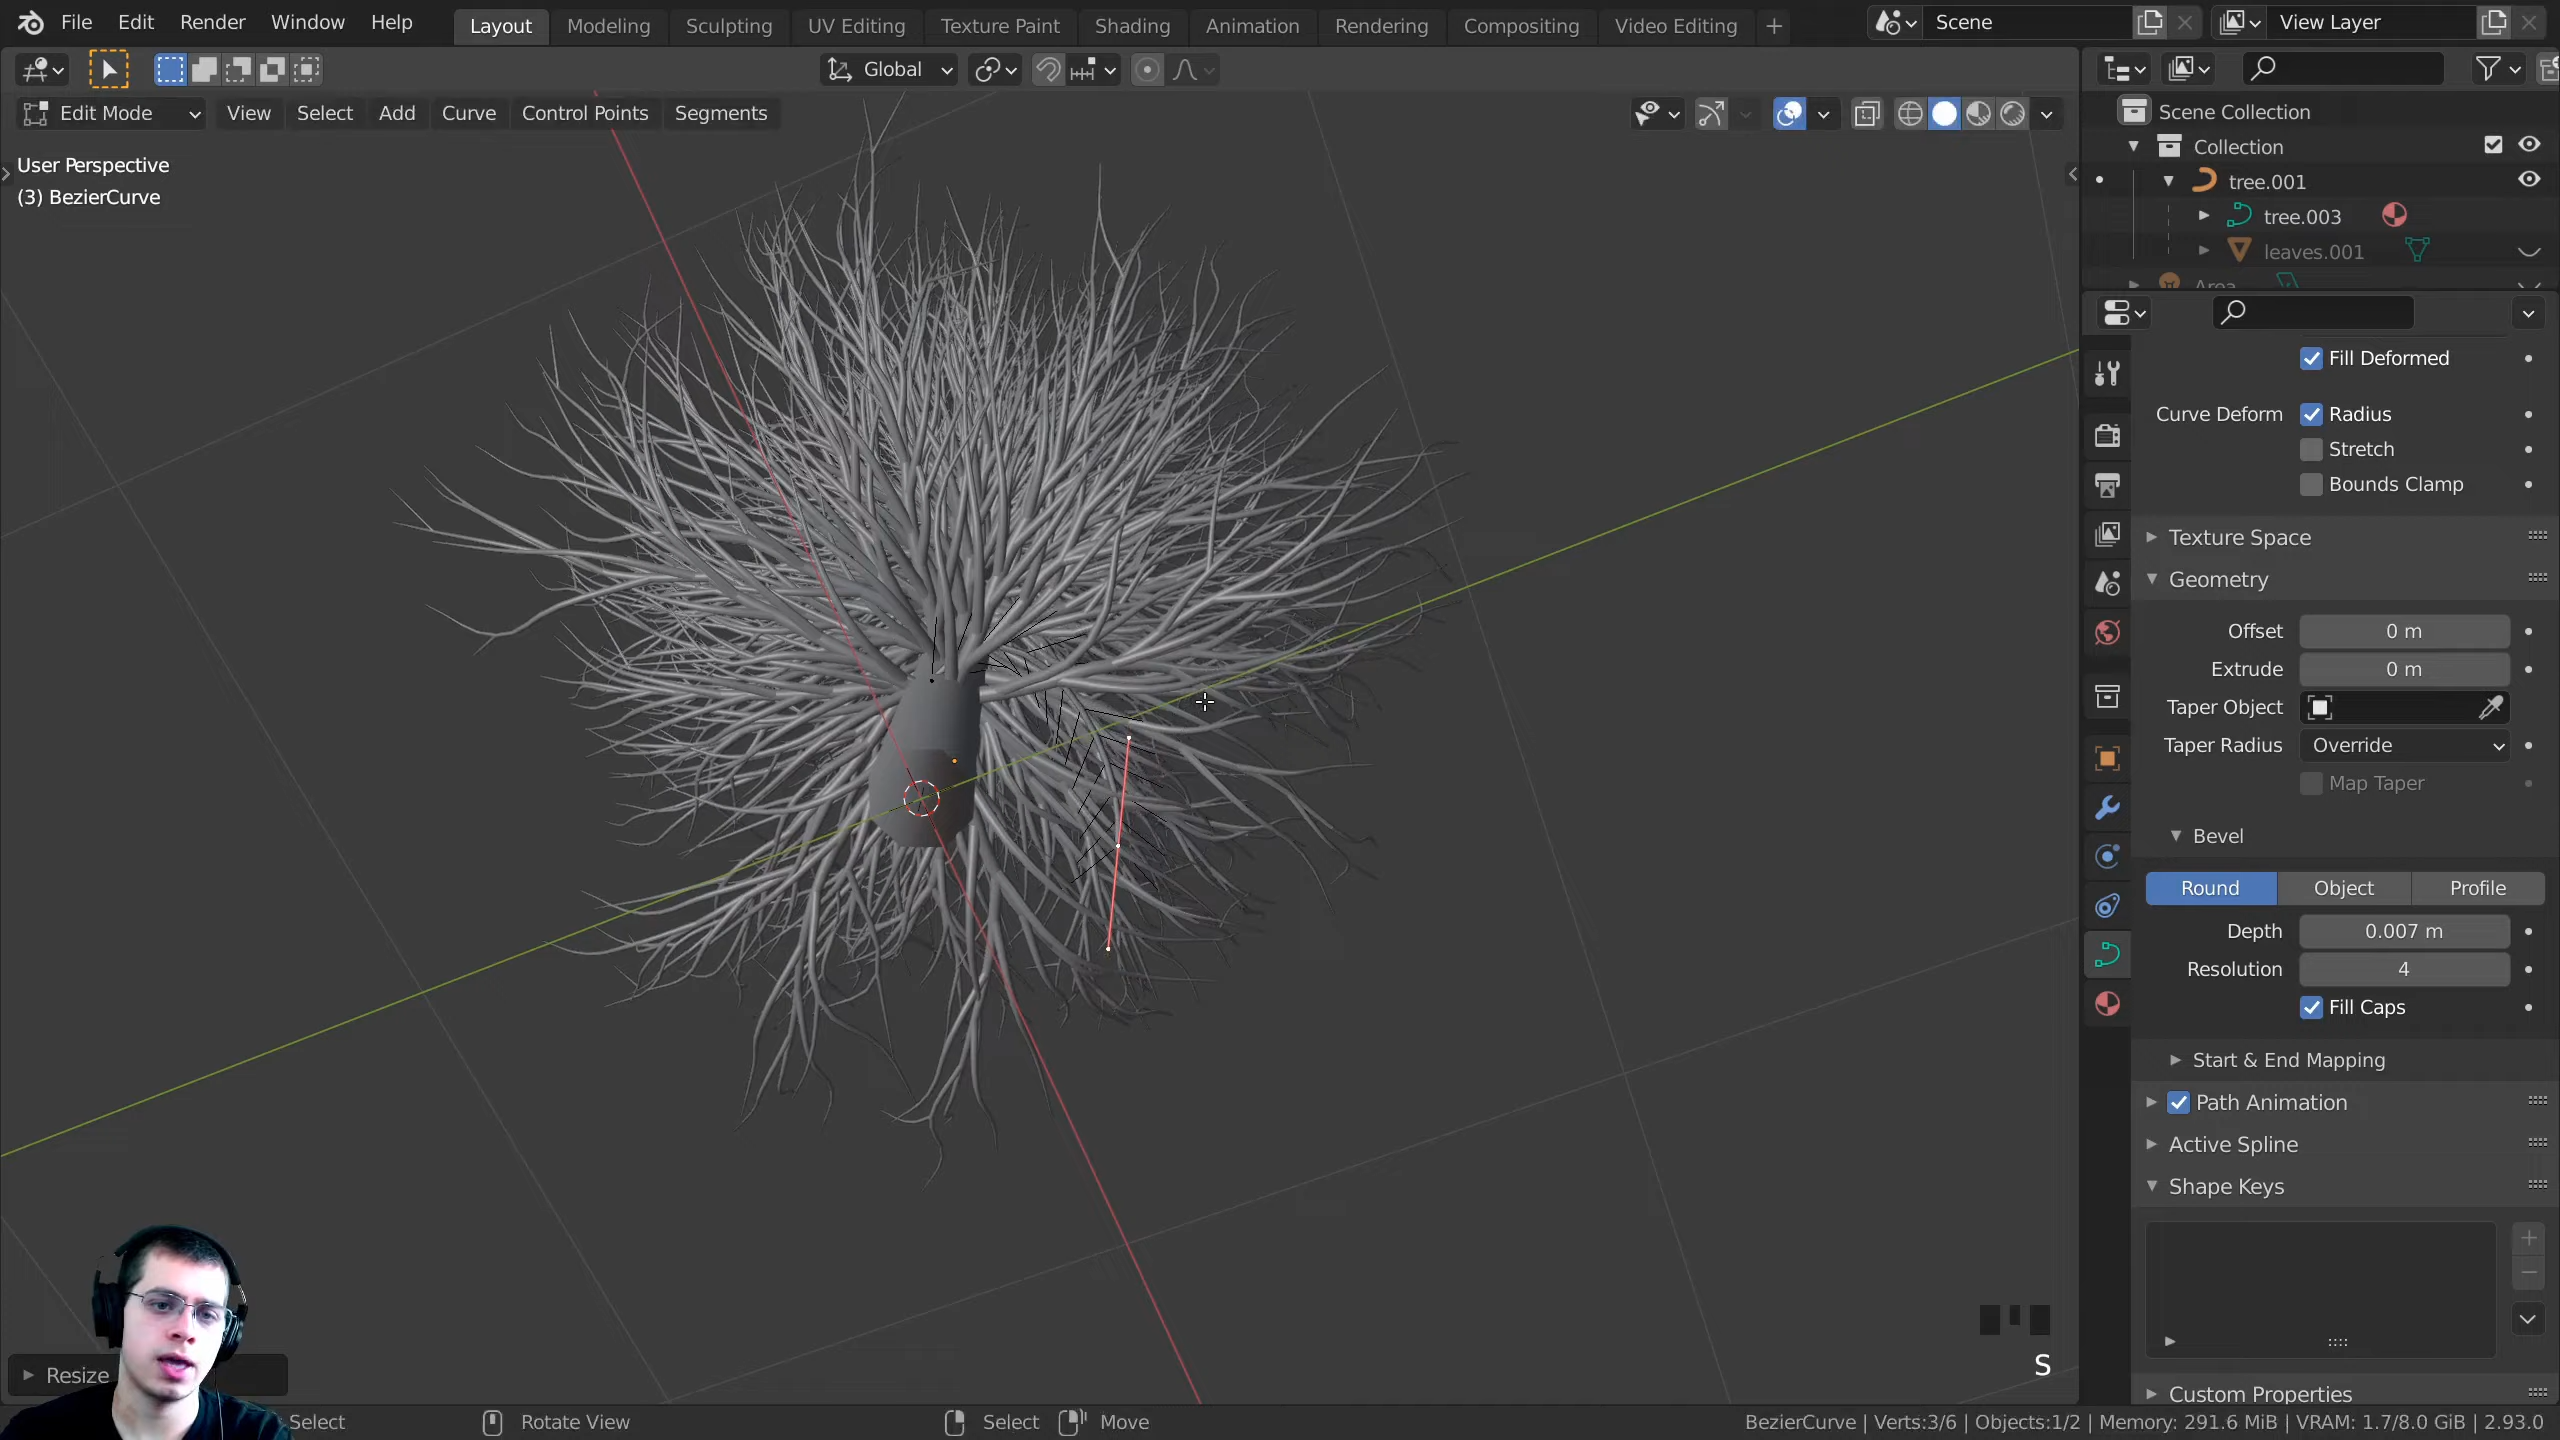 File Edit Render Window Help Layout Modeling Sculpting UV Editing Texture Paint Shading Animation Rendering Compositing Video Editing + Scene View Layer
Global
Edit Mode View Select Add Curve Control Points Segments
User Perspective
(3) BezierCurve
Scene Collection
Collection
tree.001
tree.003
leaves.001
Area
Fill Deformed
Curve Deform Radius
Stretch
Bounds Clamp
Texture Space
Geometry
Offset 0 m
Extrude 0 m
Taper Object
Taper Radius Override
Map Taper
Bevel
Round Object Profile
Depth 0.007 m
Resolution 4
Fill Caps
Start & End Mapping
Path Animation
Active Spline
Shape Keys
Custom Properties
S
Resize
Select Rotate View Select Move BezierCurve | Verts:3/6 | Objects:1/2 | Memory: 291.6 MiB | VRAM: 1.7/8.0 GiB | 2.93.0